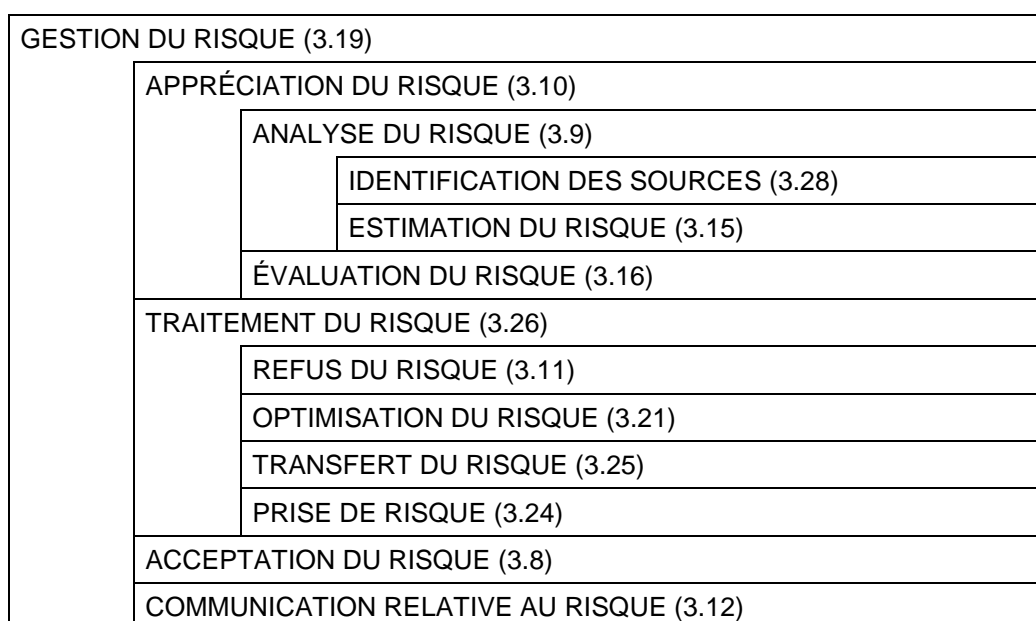 GESTION DU RISQUE (3.19)
APPRÉCIATION DU RISQUE (3.10)
ANALYSE DU RISQUE (3.9)
IDENTIFICATION DES SOURCES (3.28)
ESTIMATION DU RISQUE (3.15)
ÉVALUATION DU RISQUE (3.16)
TRAITEMENT DU RISQUE (3.26)
REFUS DU RISQUE (3.11)
OPTIMISATION DU RISQUE (3.21)
TRANSFERT DU RISQUE (3.25)
PRISE DE RISQUE (3.24)
ACCEPTATION DU RISQUE (3.8)
COMMUNICATION RELATIVE AU RISQUE (3.12)